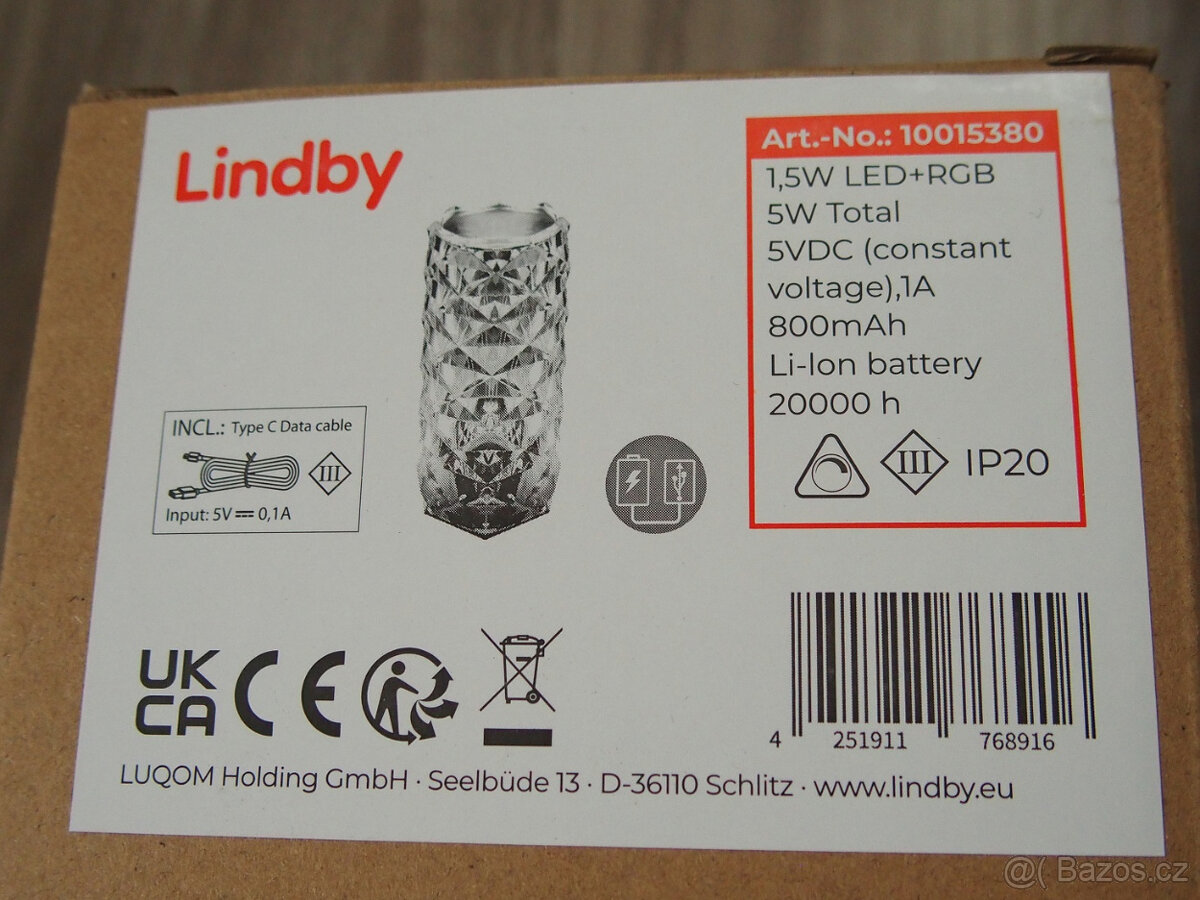 Lindby
Art.-No.: 10015380
1,5W LED+RGB
5W Total
5VDC (constant
voltage),1A
800mAh
Li-Ion battery
20000 h
III IP20
INCL.: Type C Data cable
III
Input: 5V⎓0,1A
UK
CA CE
4 251911 768916
LUQOM Holding GmbH · Seelbüde 13 · D-36110 Schlitz · www.lindby.eu
@( Bazos.cz